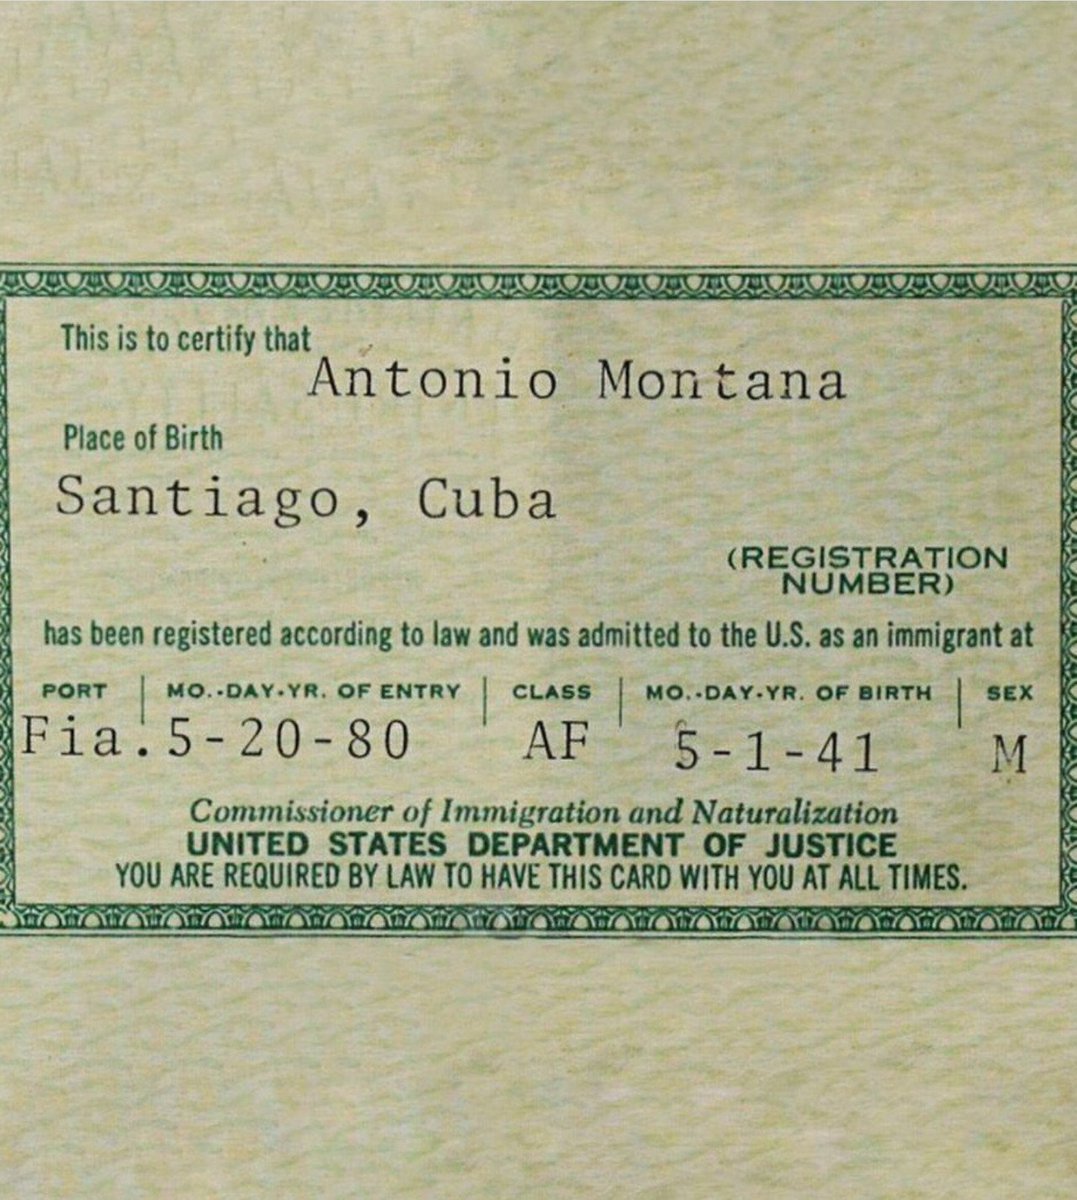 This is to certify that
Antonio Montana
Place of Birth
Santiago, Cuba
(REGISTRATION
NUMBER)
has been registered according to law and was admitted to the U.S. as an immigrant at
PORT MO.-DAY-YR. OF ENTRY CLASS MO.-DAY-YR. OF BIRTH SEX
Fia. 5-20-80 AF 5-1-41 M
Commissioner of Immigration and Naturalization
UNITED STATES DEPARTMENT OF JUSTICE
YOU ARE REQUIRED BY LAW TO HAVE THIS CARD WITH YOU AT ALL TIMES.